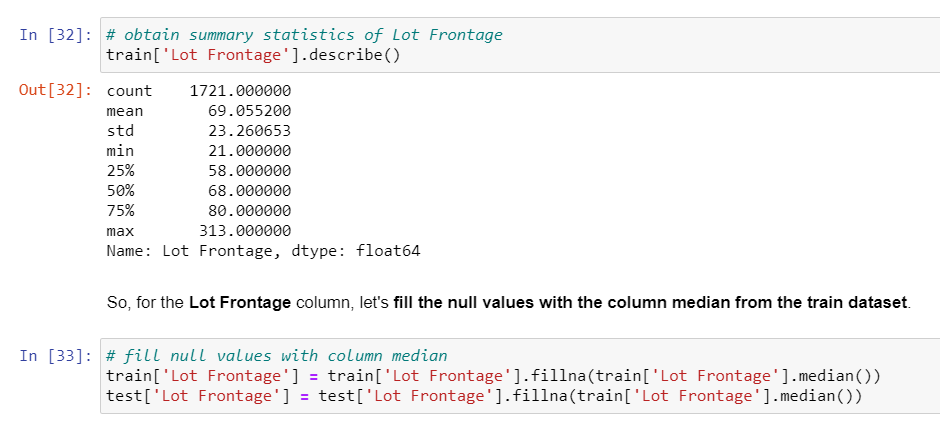 In [32]: # obtain summary statistics of Lot Frontage
train['Lot Frontage'].describe()
Out[32]: count    1721.000000
mean       69.055200
std        23.260653
min        21.000000
25%        58.000000
50%        68.000000
75%        80.000000
max       313.000000
Name: Lot Frontage, dtype: float64
So, for the Lot Frontage column, let's fill the null values with the column median from the train dataset.
In [33]: # fill null values with column median
train['Lot Frontage'] = train['Lot Frontage'].fillna(train['Lot Frontage'].median())
test['Lot Frontage'] = test['Lot Frontage'].fillna(train['Lot Frontage'].median())